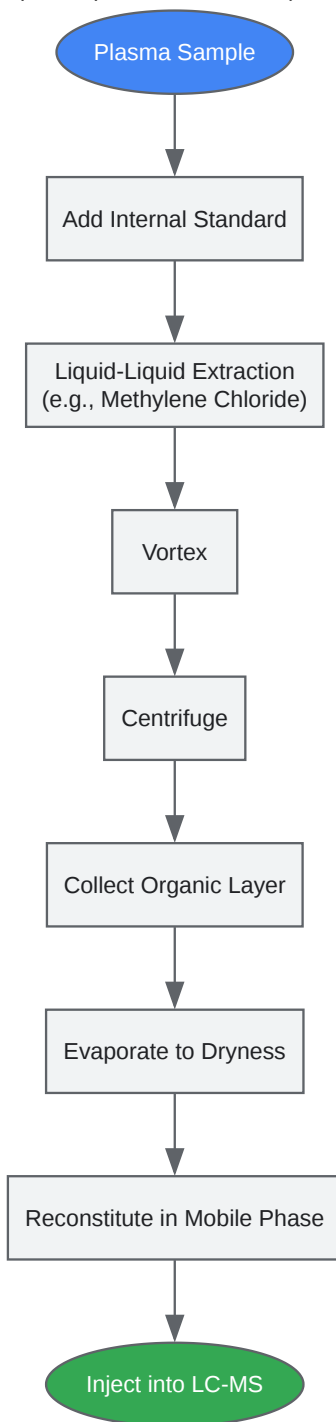 Plasma Sample
Add Internal Standard
Liquid-Liquid Extraction
(e.g., Methylene Chloride)
Vortex
Centrifuge
Collect Organic Layer
Evaporate to Dryness
Reconstitute in Mobile Phase
Inject into LC-MS